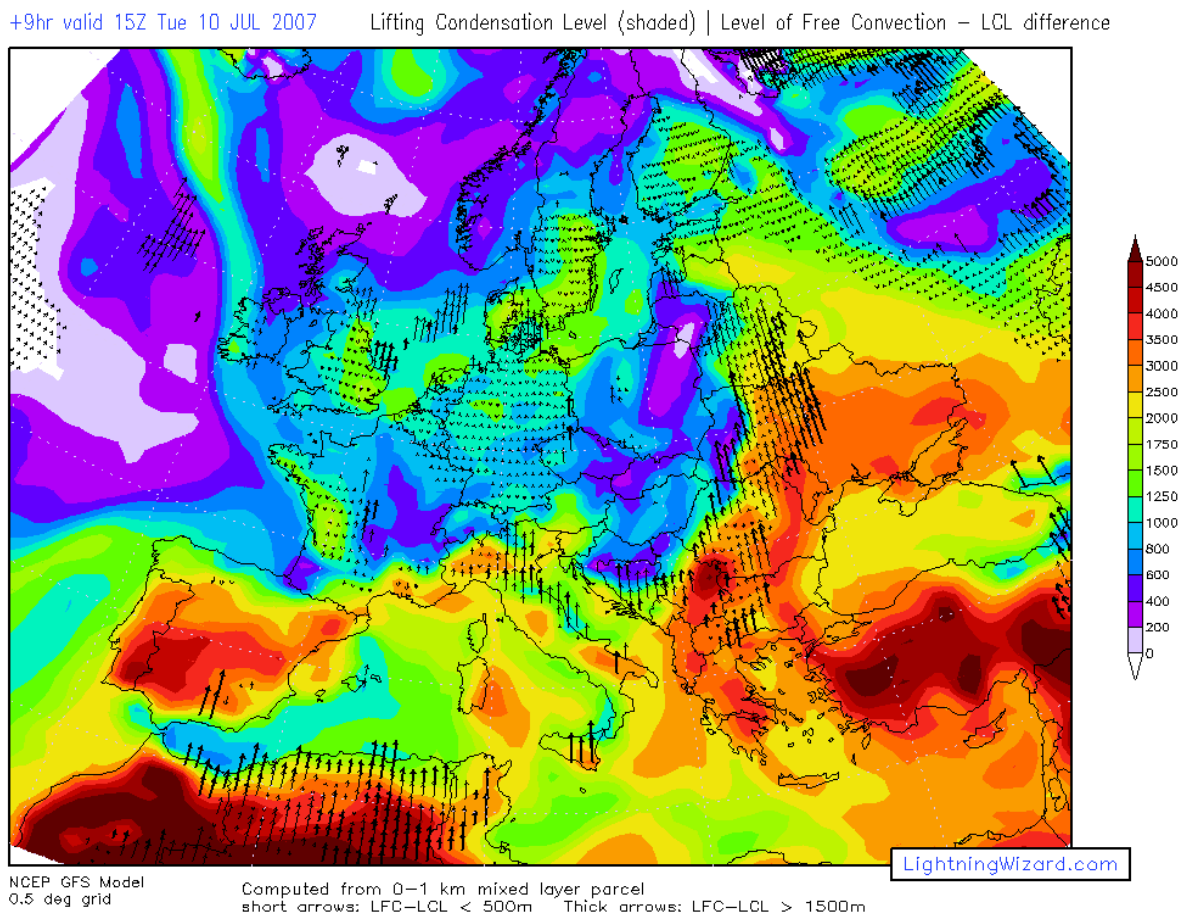 +9hr valid 15Z Tue 10 JUL 2007 Lifting Condensation Level (shaded) | Level of Free Convection - LCL difference
5000
4500
4000
3500
3000
2500
2000
1750
1500
1250
1000
800
600
400
200
0
LightningWizard.com
NCEP GFS Model
0.5 deg grid
Computed from 0-1 km mixed layer parcel
short arrows: LFC-LCL < 500m Thick arrows: LFC-LCL > 1500m